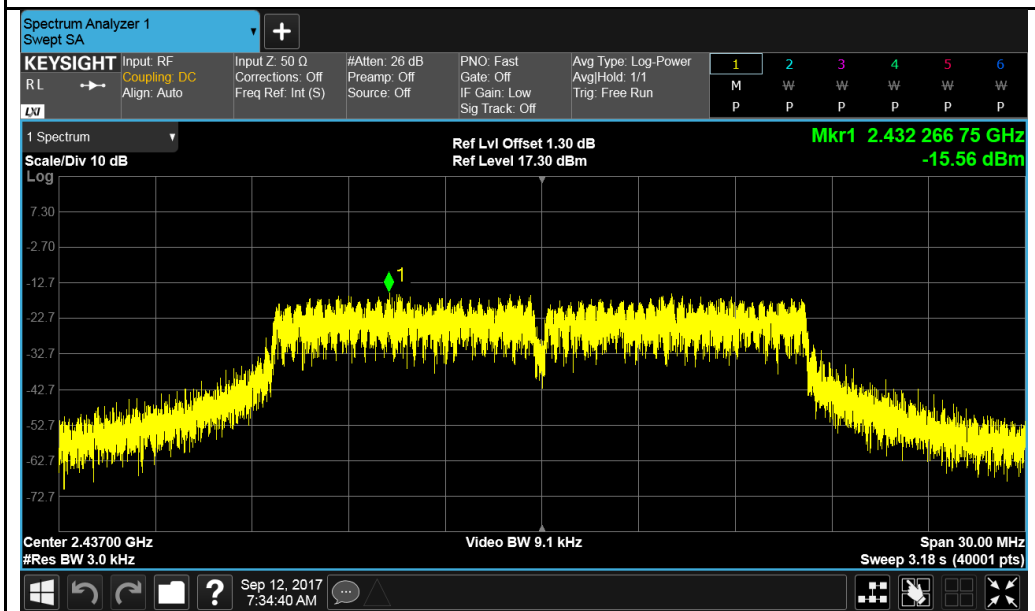 Spectrum Analyzer 1
Swept SA
+
KEYSIGHT
RL
LXI
Input: RF
Coupling: DC
Align: Auto
Input Z: 50 Ω
Corrections: Off
Freq Ref: Int (S)
#Atten: 26 dB
Preamp: Off
Source: Off
PNO: Fast
Gate: Off
IF Gain: Low
Sig Track: Off
Avg Type: Log-Power
Avg|Hold: 1/1
Trig: Free Run
1 2 3 4 5 6
M W W W W W
P P P P P P
1 Spectrum
Scale/Div 10 dB
Log
Ref Lvl Offset 1.30 dB
Ref Level 17.30 dBm
Mkr1 2.432 266 75 GHz
-15.56 dBm
7.30
-2.70
1
-12.7
-22.7
-32.7
-42.7
-52.7
-62.7
-72.7
Center 2.43700 GHz
#Res BW 3.0 kHz
Video BW 9.1 kHz
Span 30.00 MHz
Sweep 3.18 s (40001 pts)
?
Sep 12, 2017
7:34:40 AM